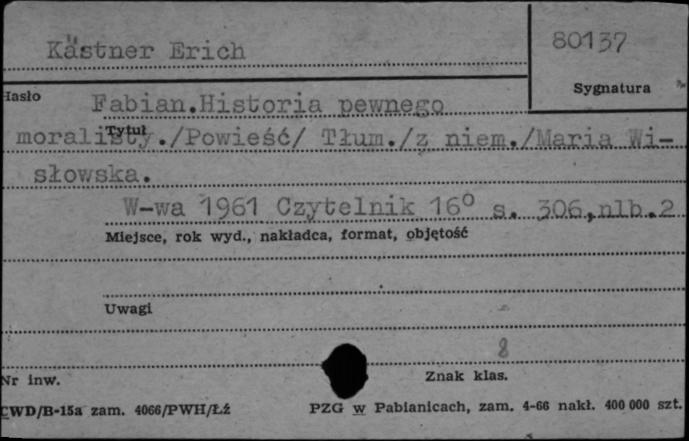 Kästner Erich
80137
Sygnatura
Hasło
Fabian.Historia pewnego
Tytuł
moralisty./Powieść/ Tłum./z niem./Maria Wi-
słowska.
W-wa 1961 Czytelnik 16° s. 306,nlb.2
Miejsce, rok wyd., nakładca, format, objętość
Uwagi
8
Nr inw.
Znak klas.
CWD/B-15a zam. 4066/PWH/Łź
PZG w Pabianicach, zam. 4-66 nakł. 400 000 szt.